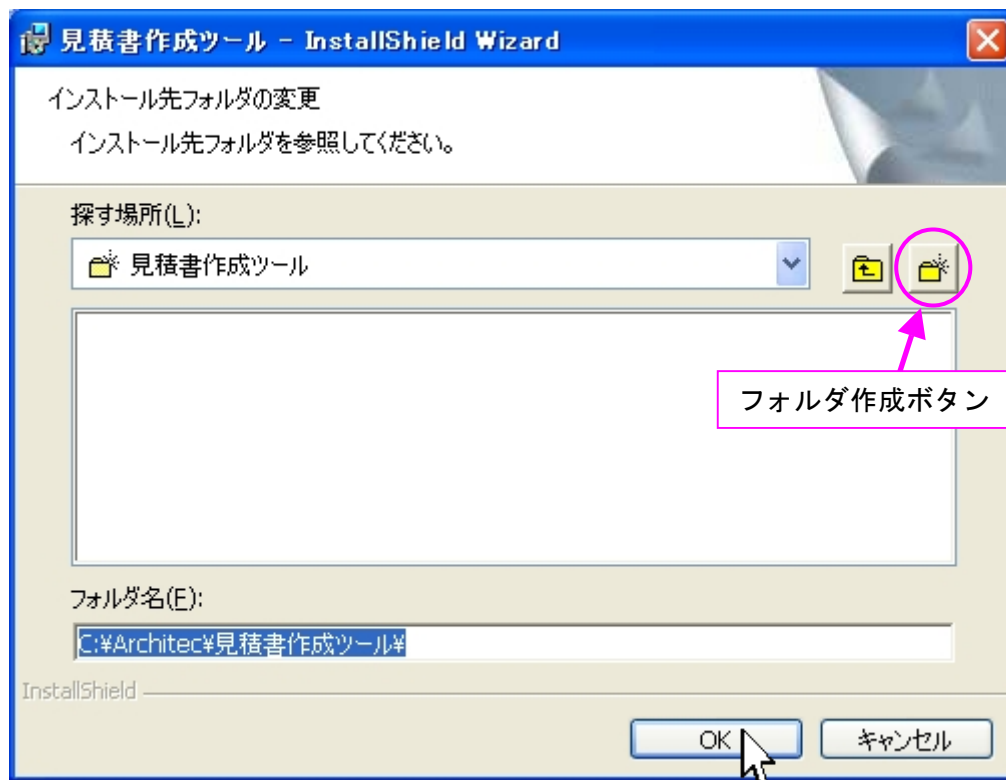 見積書作成ツール - InstallShield Wizard
インストール先フォルダの変更
インストール先フォルダを参照してください。
探す場所(L):
見積書作成ツール
フォルダ作成ボタン
フォルダ名(F):
C:¥Architec¥見積書作成ツール¥
InstallShield
OK
キャンセル